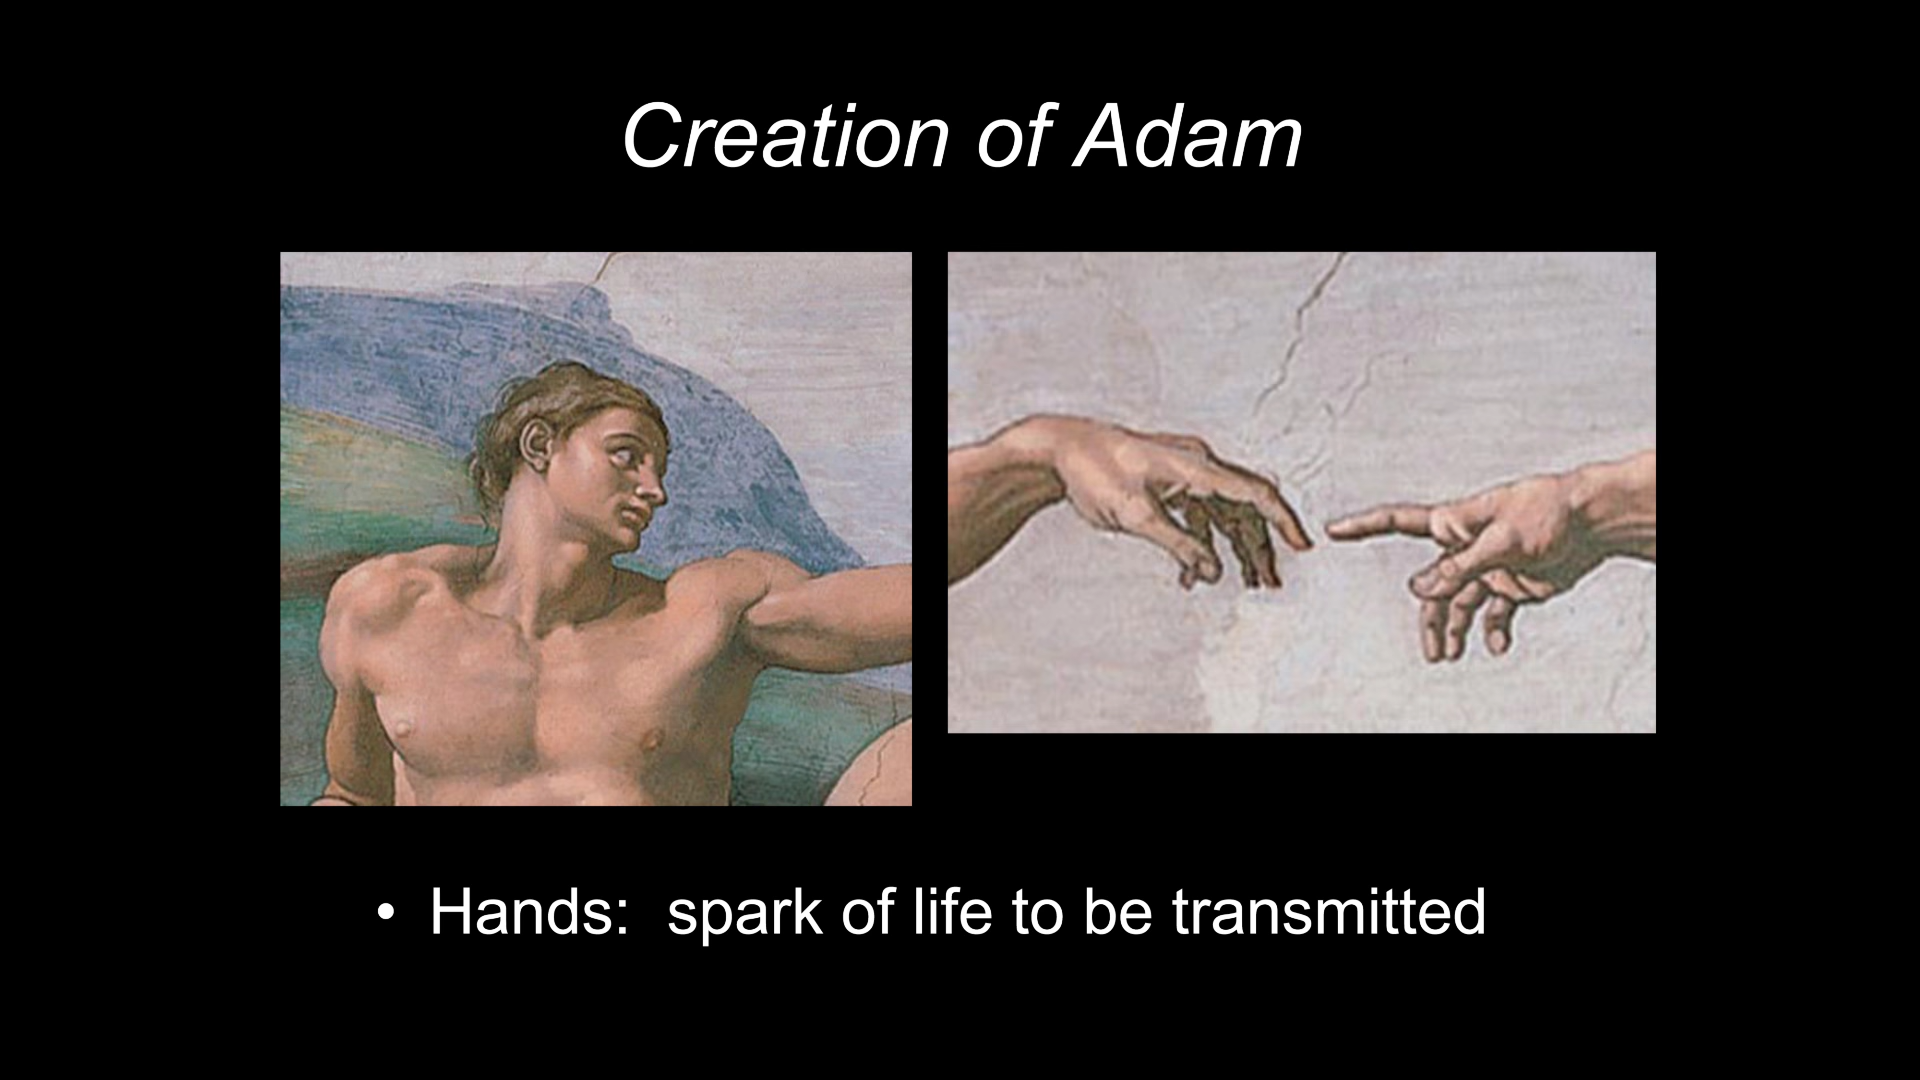 Creation of Adam
• Hands:  spark of life to be transmitted